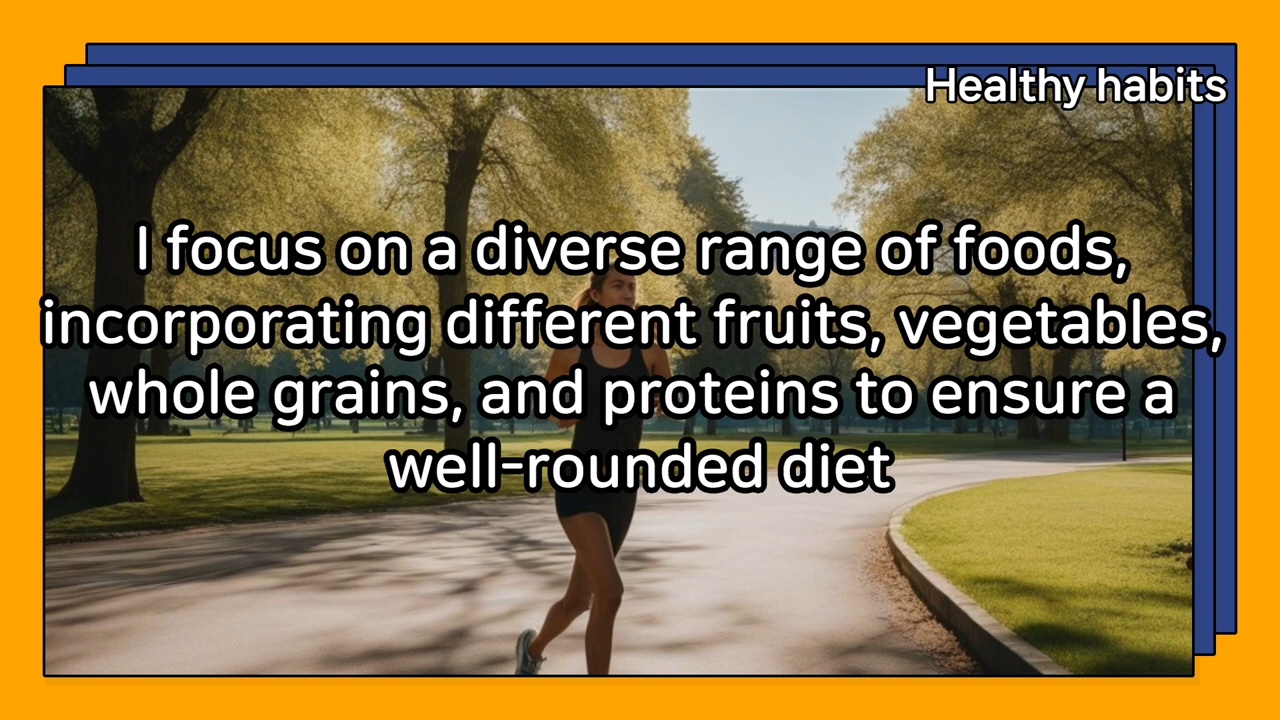 Healthy habits
I focus on a diverse range of foods,
incorporating different fruits, vegetables,
whole grains, and proteins to ensure a
well-rounded diet